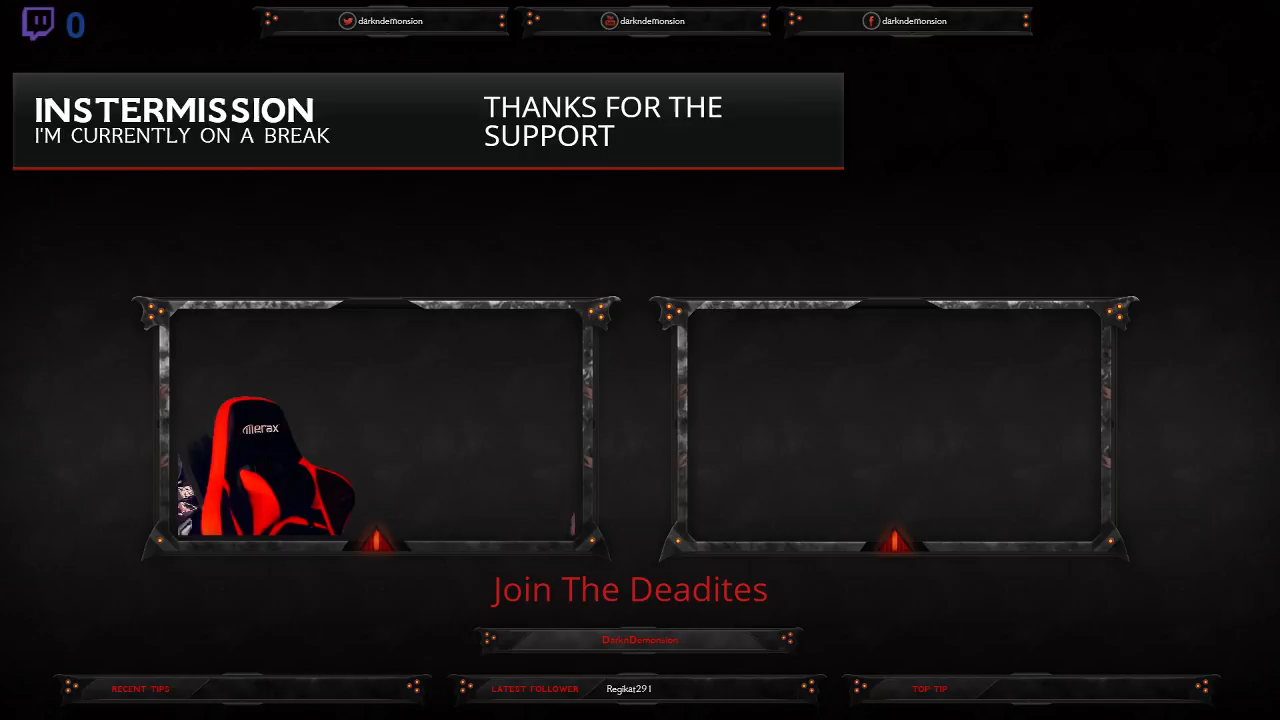 0
darkndemonsion
darkndemonsion
darkndemonsion
INSTERMISSION
I'M CURRENTLY ON A BREAK
THANKS FOR THE
SUPPORT
merax
Join The Deadites
DarknDemonsion
RECENT TIPS
LATEST FOLLOWER Regikat291
TOP TIP